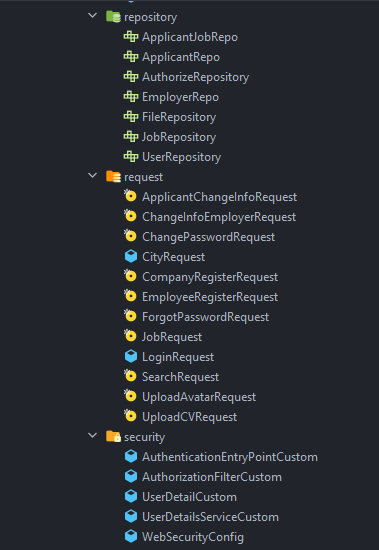 repository
ApplicantJobRepo
ApplicantRepo
AuthorizeRepository
EmployerRepo
FileRepository
JobRepository
UserRepository
request
ApplicantChangeInfoRequest
ChangeInfoEmployerRequest
ChangePasswordRequest
CityRequest
CompanyRegisterRequest
EmployeeRegisterRequest
ForgotPasswordRequest
JobRequest
LoginRequest
SearchRequest
UploadAvatarRequest
UploadCVRequest
security
AuthenticationEntryPointCustom
AuthorizationFilterCustom
UserDetailCustom
UserDetailsServiceCustom
WebSecurityConfig